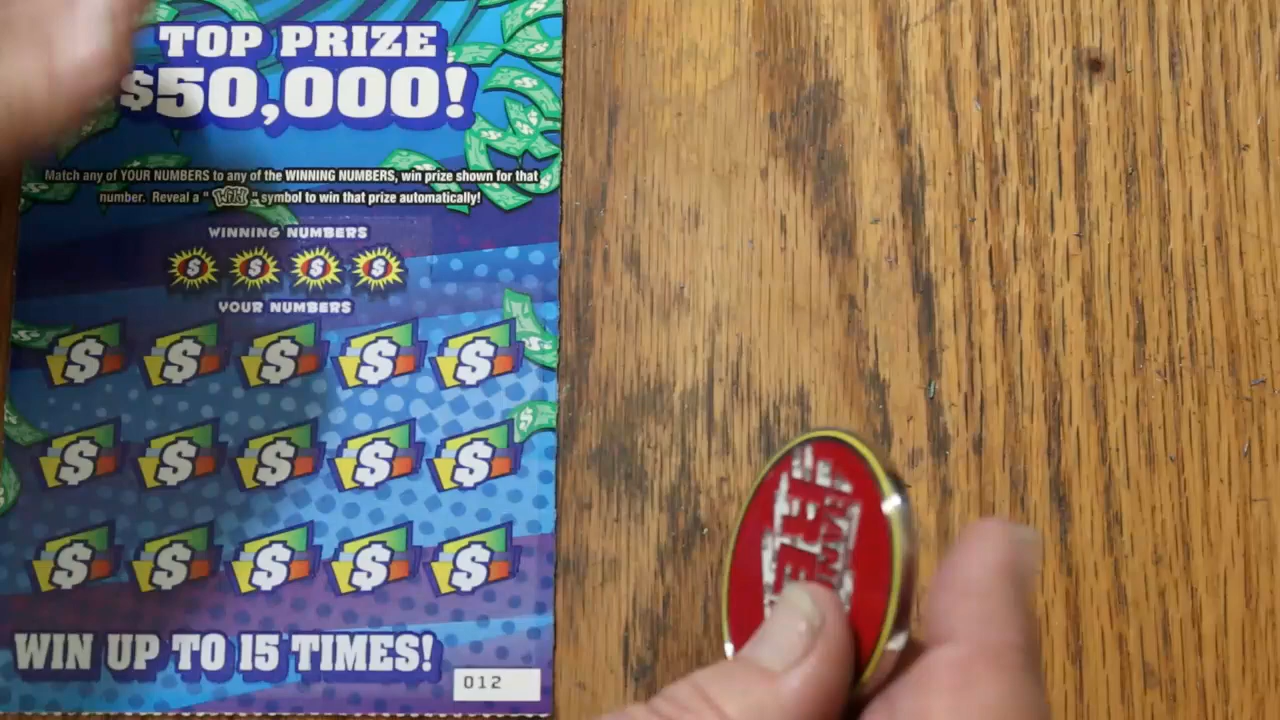 TOP PRIZE
$50,000!
Match any of YOUR NUMBERS to any of the WINNING NUMBERS, win prize shown for that
number. Reveal a "WILD" symbol to win that prize automatically!
WINNING NUMBERS
$ $ $ $
YOUR NUMBERS
$ $ $ $ $
$ $ $ $ $
$ $ $ $ $
WIN UP TO 15 TIMES!
012